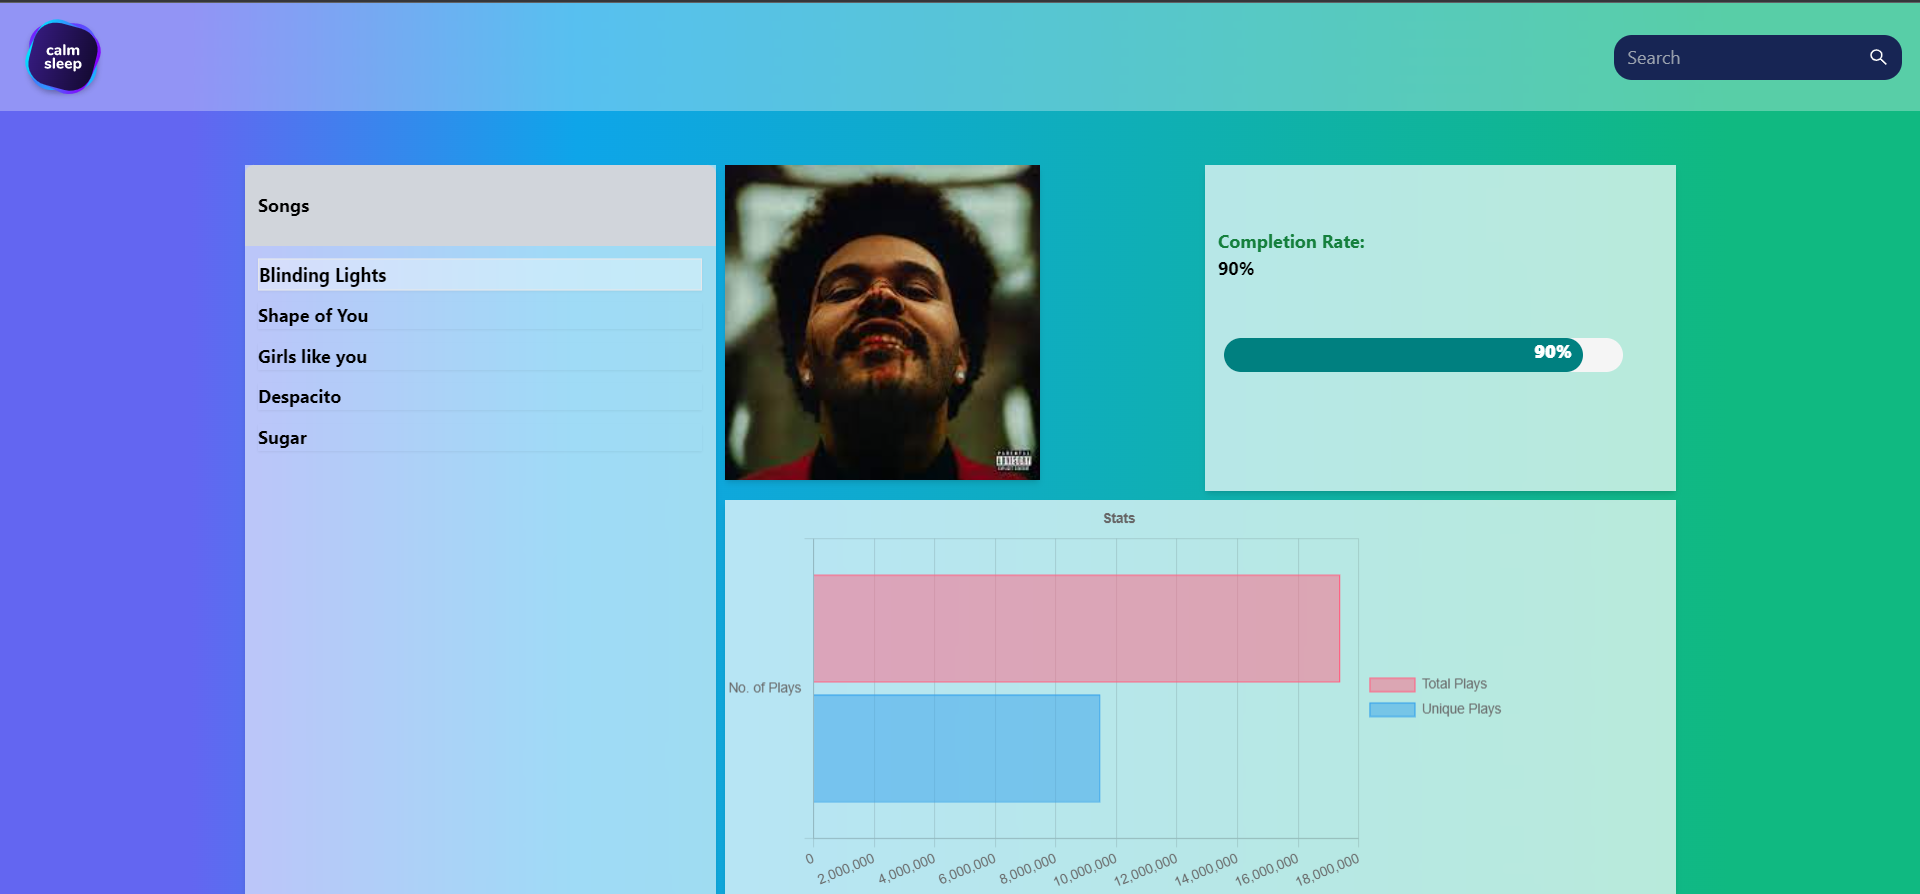 calm
sleep
Search
Songs
Blinding Lights
Shape of You
Girls like you
Despacito
Sugar
PARENTAL
ADVISORY
EXPLICIT CONTENT
Completion Rate:
90%
90%
Stats
No. of Plays
Total Plays
Unique Plays
0
2,000,000
4,000,000
6,000,000
8,000,000
10,000,000
12,000,000
14,000,000
16,000,000
18,000,000